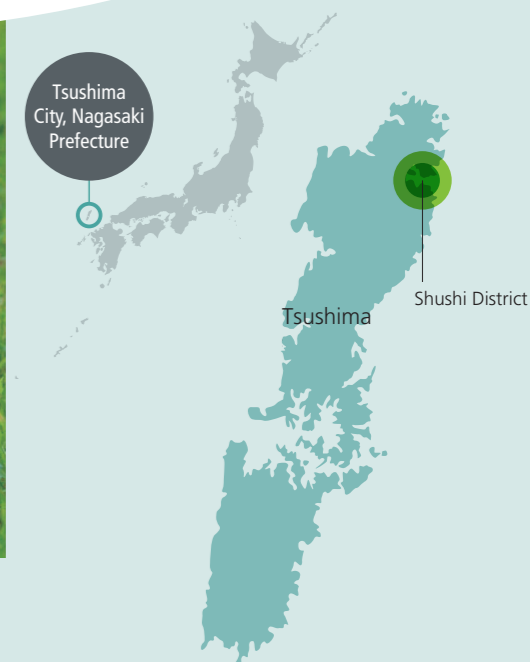 Tsushima
City, Nagasaki
Prefecture
Shushi District
Tsushima